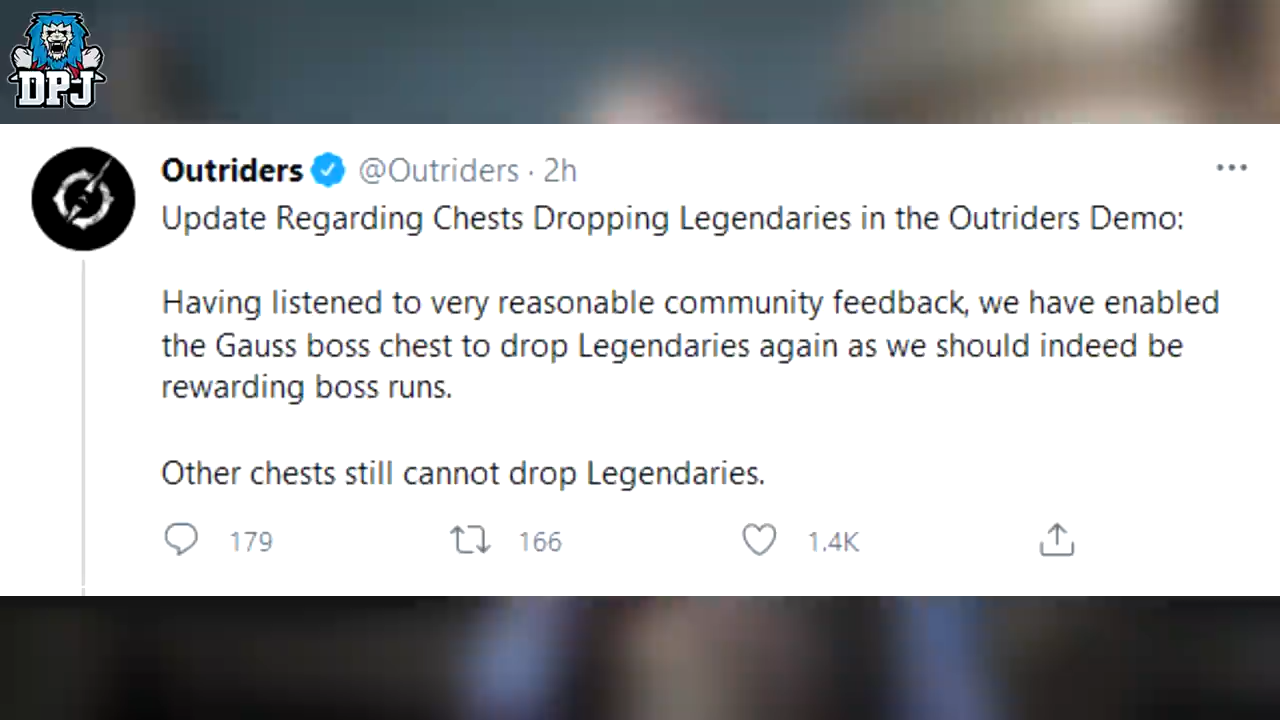 DPJ
Outriders @Outriders · 2h
Update Regarding Chests Dropping Legendaries in the Outriders Demo:
Having listened to very reasonable community feedback, we have enabled
the Gauss boss chest to drop Legendaries again as we should indeed be
rewarding boss runs.
Other chests still cannot drop Legendaries.
179 166 1.4K